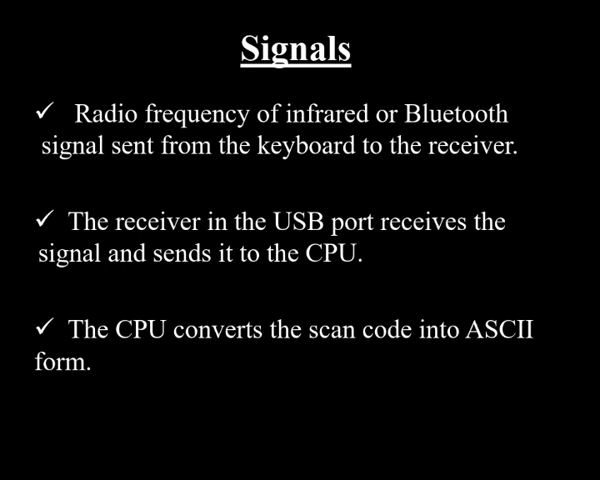 Signals
✓ Radio frequency of infrared or Bluetooth
signal sent from the keyboard to the receiver.
✓ The receiver in the USB port receives the
signal and sends it to the CPU.
✓ The CPU converts the scan code into ASCII
form.